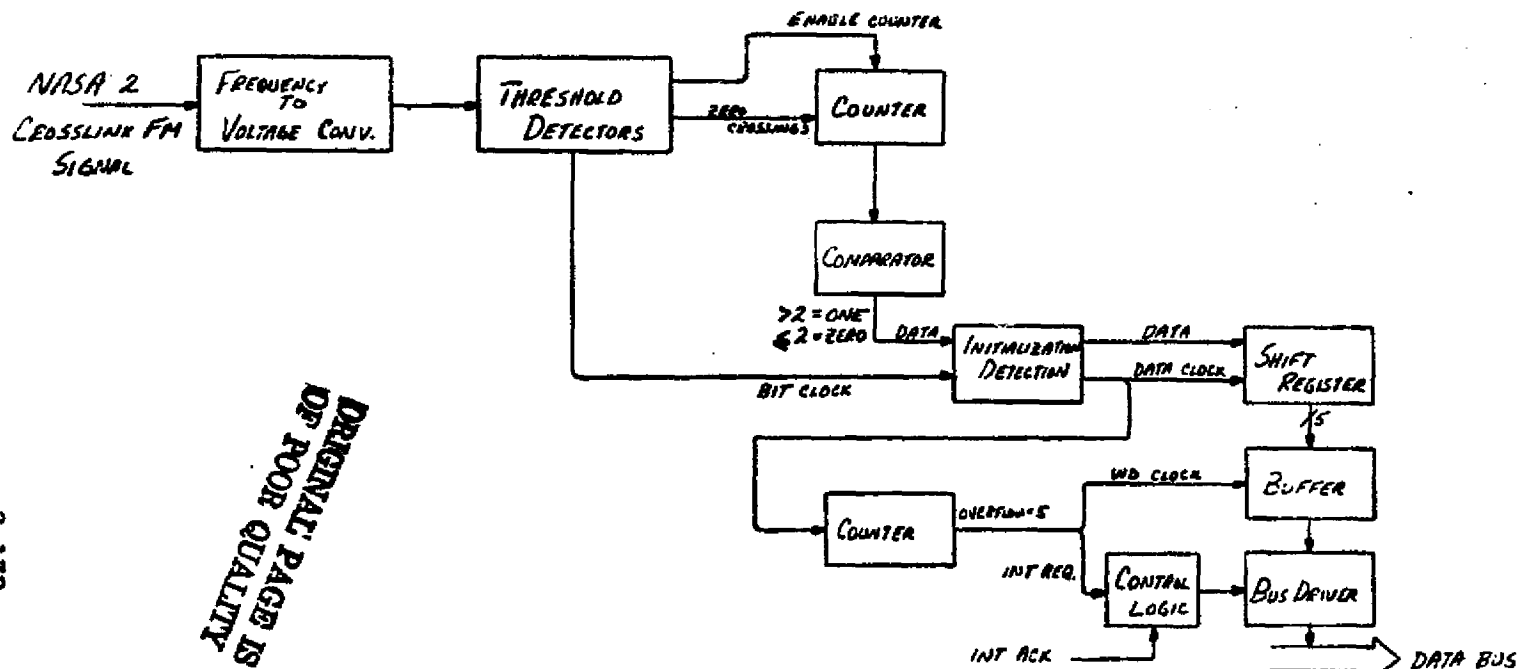 ENABLE COUNTER
NASA 2
CROSSLINK FM
SIGNAL
FREQUENCY
TO
VOLTAGE CONV.
THRESHOLD
DETECTORS
ZERO
CROSSINGS
COUNTER
COMPARATOR
>2 = ONE
≤2 = ZERO
DATA
BIT CLOCK
INITIALIZATION
DETECTION
DATA
DATA CLOCK
SHIFT
REGISTER
5
COUNTER
OVERFLOW=5
WD CLOCK
BUFFER
INT REQ.
CONTROL
LOGIC
BUS DRIVER
INT ACK
DATA BUS
ORIGINAL PAGE IS
OF POOR QUALITY